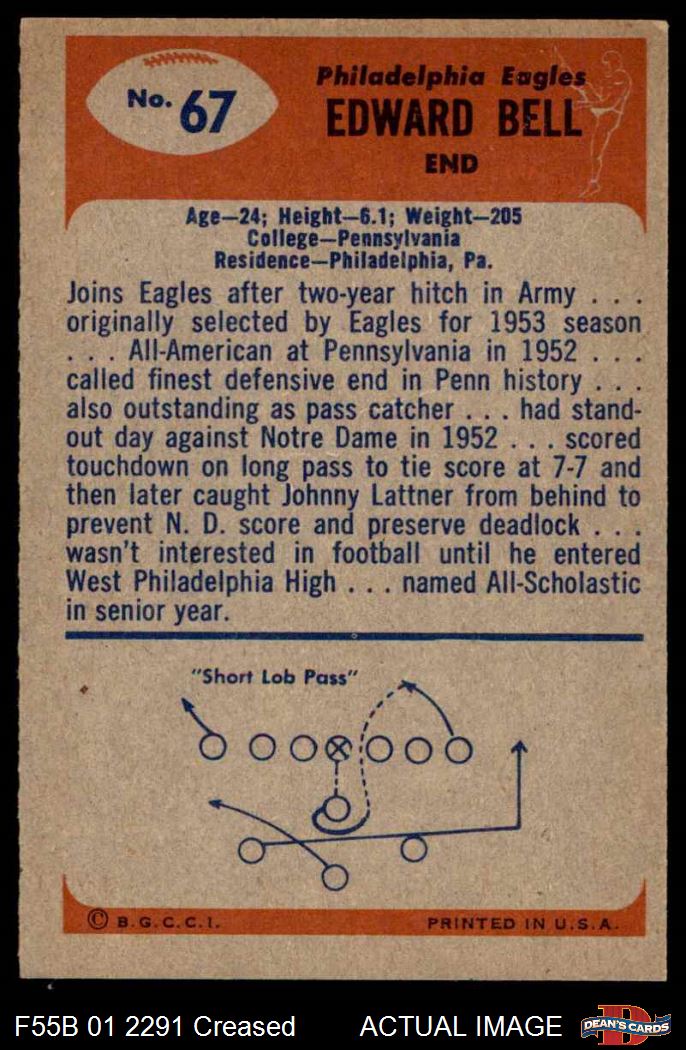 No. 67
Philadelphia Eagles
EDWARD BELL
END
Age—24; Height—6.1; Weight—205
College—Pennsylvania
Residence—Philadelphia, Pa.
Joins Eagles after two-year hitch in Army . . .
originally selected by Eagles for 1953 season
. . . All-American at Pennsylvania in 1952 . . .
called finest defensive end in Penn history . . .
also outstanding as pass catcher . . . had stand-
out day against Notre Dame in 1952 . . . scored
touchdown on long pass to tie score at 7-7 and
then later caught Johnny Lattner from behind to
prevent N. D. score and preserve deadlock . . .
wasn't interested in football until he entered
West Philadelphia High . . . named All-Scholastic
in senior year.
"Short Lob Pass"
© B.G.C.C.I.
PRINTED IN U.S.A.
F55B 01 2291 Creased
ACTUAL IMAGE
DEAN'S CARDS